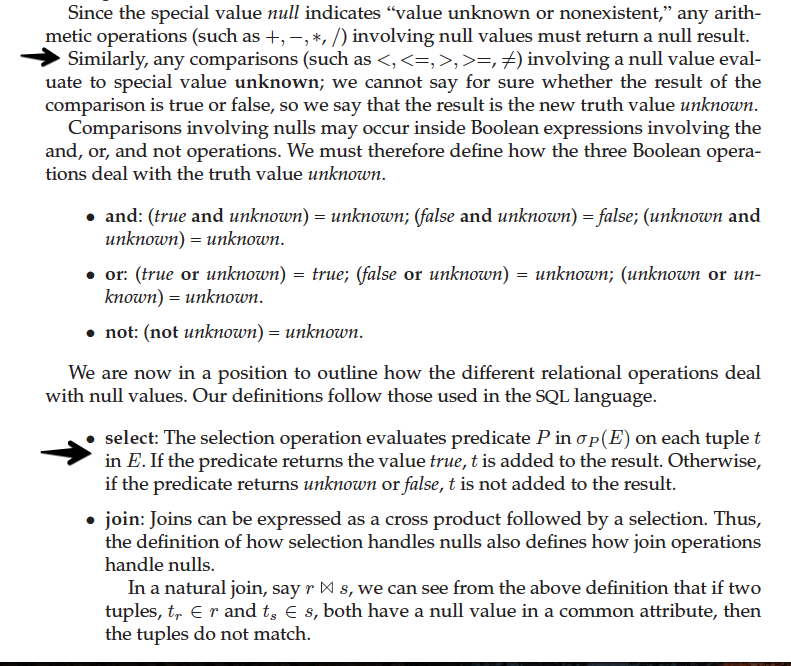 Since the special value null indicates “value unknown or nonexistent,” any arith-
metic operations (such as +, −, ∗, /) involving null values must return a null result.
Similarly, any comparisons (such as <, <=, >, >=, ≠) involving a null value eval-
uate to special value unknown; we cannot say for sure whether the result of the
comparison is true or false, so we say that the result is the new truth value unknown.
Comparisons involving nulls may occur inside Boolean expressions involving the
and, or, and not operations. We must therefore define how the three Boolean opera-
tions deal with the truth value unknown.
• and: (true and unknown) = unknown; (false and unknown) = false; (unknown and
unknown) = unknown.
• or: (true or unknown) = true; (false or unknown) = unknown; (unknown or un-
known) = unknown.
• not: (not unknown) = unknown.
We are now in a position to outline how the different relational operations deal
with null values. Our definitions follow those used in the SQL language.
• select: The selection operation evaluates predicate P in σP(E) on each tuple t
in E. If the predicate returns the value true, t is added to the result. Otherwise,
if the predicate returns unknown or false, t is not added to the result.
• join: Joins can be expressed as a cross product followed by a selection. Thus,
the definition of how selection handles nulls also defines how join operations
handle nulls.
In a natural join, say r ⋈ s, we can see from the above definition that if two
tuples, tr ∈ r and ts ∈ s, both have a null value in a common attribute, then
the tuples do not match.